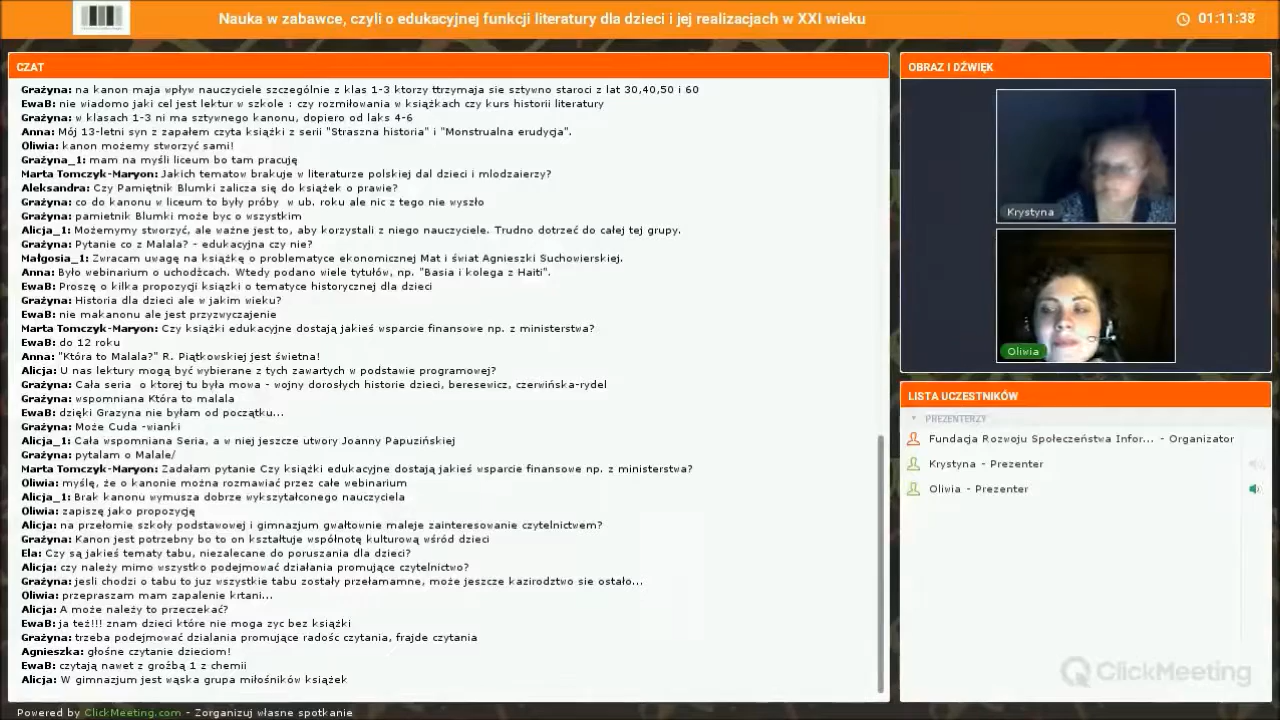 Nauka w zabawce, czyli o edukacyjnej funkcji literatury dla dzieci i jej realizacjach w XXI wieku
01:11:38
CZAT
Grażyna: na kanon maja wpływ nauczyciele szczególnie z klas 1-3 ktorzy ttrzymaja sie sztywno staroci z lat 30,40,50 i 60
EwaB: nie wiadomo jaki cel jest lektur w szkole : czy rozmiłowania w książkach czy kurs historii literatury
Grażyna: w klasach 1-3 ni ma sztywnego kanonu, dopiero od laks 4-6
Anna: Mój 13-letni syn z zapałem czyta książki z serii "Straszna historia" i "Monstrualna erudycja".
Oliwia: kanon możemy stworzyć sami!
Grażyna_1: mam na myśli liceum bo tam pracuję
Marta Tomczyk-Maryon: Jakich tematow brakuje w literaturze polskiej dal dzieci i mlodzaierzy?
Aleksandra: Czy Pamiętnik Blumki zalicza się do książek o prawie?
Grażyna: co do kanonu w liceum to były próby  w ub. roku ale nic z tego nie wyszło
Grażyna: pamietnik Blumki może byc o wszystkim
Alicja_1: Możemymy stworzyć, ale ważne jest to, aby korzystali z niego nauczyciele. Trudno dotrzeć do całej tej grupy.
Grażyna: Pytanie co z Malala? - edukacyjna czy nie?
Małgosia_1: Zwracam uwagę na książkę o problematyce ekonomicznej Mat i świat Agnieszki Suchowierskiej.
Anna: Było webinarium o uchodźcach. Wtedy podano wiele tytułów, np. "Basia i kolega z Haiti".
EwaB: Proszę o kilka propozycji ksiązki o tematyce historycznej dla dzieci
Grażyna: Historia dla dzieci ale w jakim wieku?
EwaB: nie makanonu ale jest przyzwyczajenie
Marta Tomczyk-Maryon: Czy książki edukacyjne dostają jakieś wsparcie finansowe np. z ministerstwa?
EwaB: do 12 roku
Anna: "Która to Malala?" R. Piątkowskiej jest świetna!
Alicja: U nas lektury mogą być wybierane z tych zawartych w podstawie programowej?
Grażyna: Cała seria  o ktorej tu była mowa - wojny dorosłych historie dzieci, beresewicz, czerwińska-rydel
Grażyna: wspomniana Która to malala
EwaB: dzięki Grazyna nie byłam od początku...
Grażyna: Może Cuda -wianki
Alicja_1: Cała wspomniana Seria, a w niej jeszcze utwory Joanny Papuzińskiej
Grażyna: pytalam o Malale/
Marta Tomczyk-Maryon: Zadałam pytanie Czy książki edukacyjne dostają jakieś wsparcie finansowe np. z ministerstwa?
Oliwia: myślę, że o kanonie można rozmawiać przez całe webinarium
Alicja_1: Brak kanonu wymusza dobrze wykształconego nauczyciela
Oliwia: zapiszę jako propozycję
Alicja: na przełomie szkoły podstawowej i gimnazjum gwałtownie maleje zainteresowanie czytelnictwem?
Grażyna: Kanon jest potrzebny bo to on kształtuje wspólnotę kulturową wśród dzieci
Ela: Czy są jakieś tematy tabu, niezalecane do poruszania dla dzieci?
Alicja: czy należy mimo wszystko podejmować działania promujące czytelnictwo?
Grażyna: jesli chodzi o tabu to juz wszystkie tabu zostały przełamamne, może jeszcze kazirodztwo sie ostało...
Oliwia: przepraszam mam zapalenie krtani...
Alicja: A może należy to przeczekać?
EwaB: ja też!!! znam dzieci które nie moga zyc bez książki
Grażyna: trzeba podejmować dzialania promujące radośc czytania, frajde czytania
Agnieszka: głośne czytanie dzieciom!
EwaB: czytają nawet z groźbą 1 z chemii
Alicja: W gimnazjum jest wąska grupa miłośników książek
OBRAZ I DŹWIĘK
Krystyna
Oliwia
LISTA UCZESTNIKÓW
PREZENTERZY
Fundacja Rozwoju Społeczeństwa Infor... - Organizator
Krystyna - Prezenter
Oliwia - Prezenter
ClickMeeting
Powered by ClickMeeting.com - Zorganizuj własne spotkanie